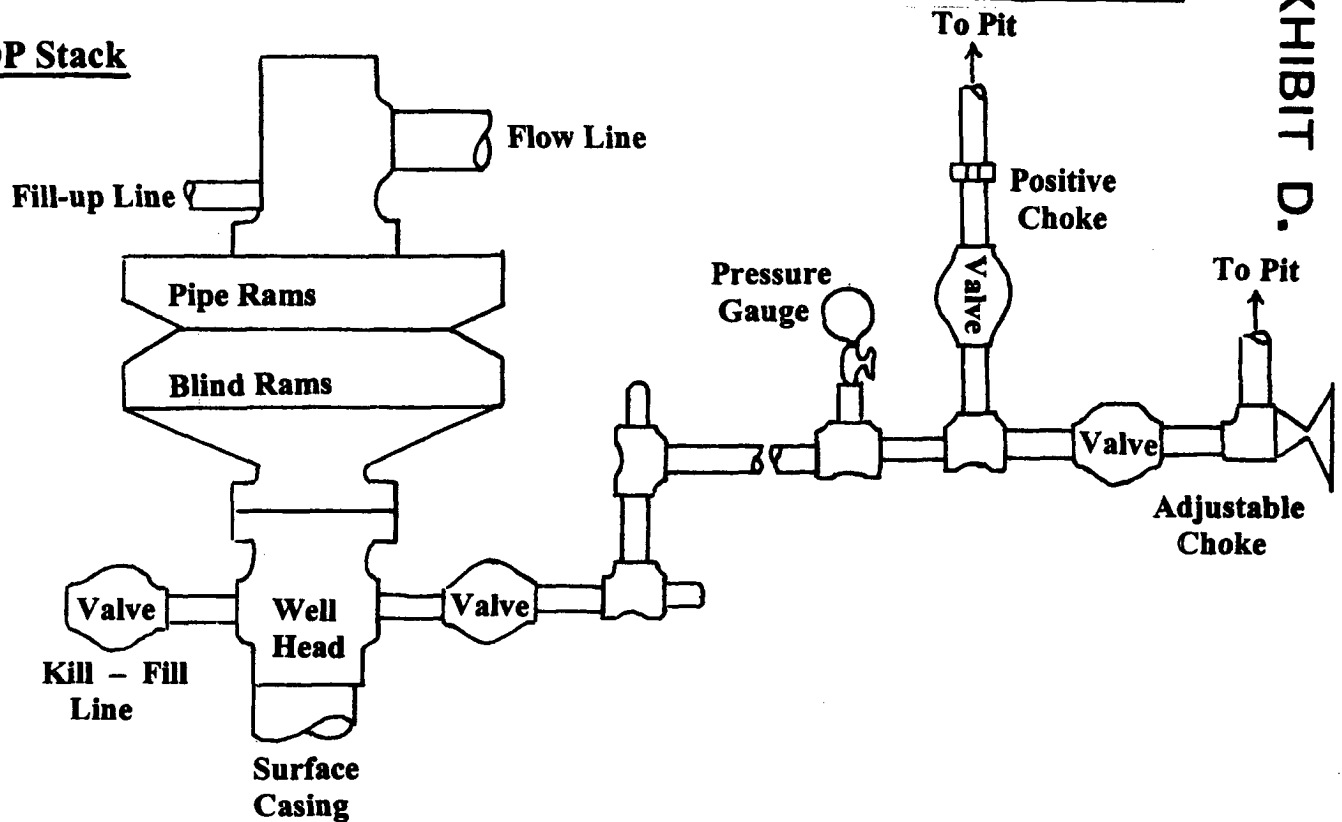 To Pit
P Stack
HIBIT D.
Flow Line
Fill-up Line
Positive
Choke
Valve
Pressure
Gauge
To Pit
Pipe Rams
Blind Rams
Valve
Adjustable
Choke
Valve
Well
Head
Valve
Kill – Fill
Line
Surface
Casing